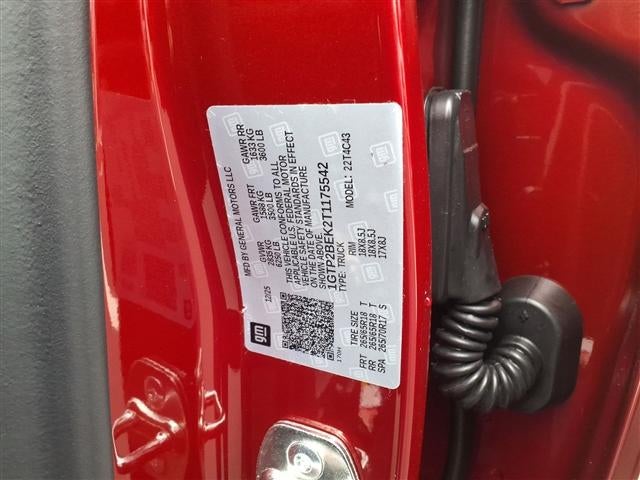 MFD BY GENERAL MOTORS LLC
12/25 GVWR GAWR FRT GAWR RR
2835 KG 1588 KG 1633 KG
6250 LB 3500 LB 3600 LB
THIS VEHICLE CONFORMS TO ALL
APPLICABLE U.S. FEDERAL MOTOR
VEHICLE SAFETY STANDARDS IN EFFECT
ON THE DATE OF MANUFACTURE
SHOWN ABOVE.
1GTP2BEK2T1175542
TYPE: TRUCK MODEL: 22T4C43
gm
TIRE SIZE RIM
FRT 265/65R18 T 18X8.5J
RR 265/65R18 T 18X8.5J
SPA 265/70R17 S 17X8J